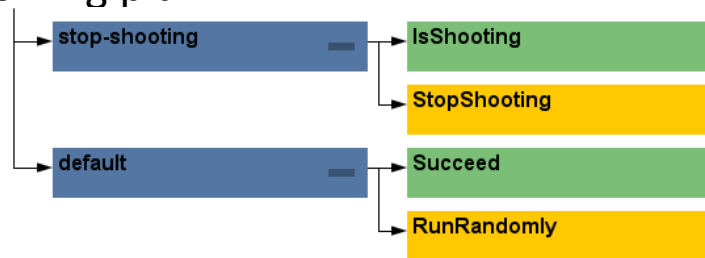 stop-shooting
IsShooting
StopShooting
default
Succeed
RunRandomly